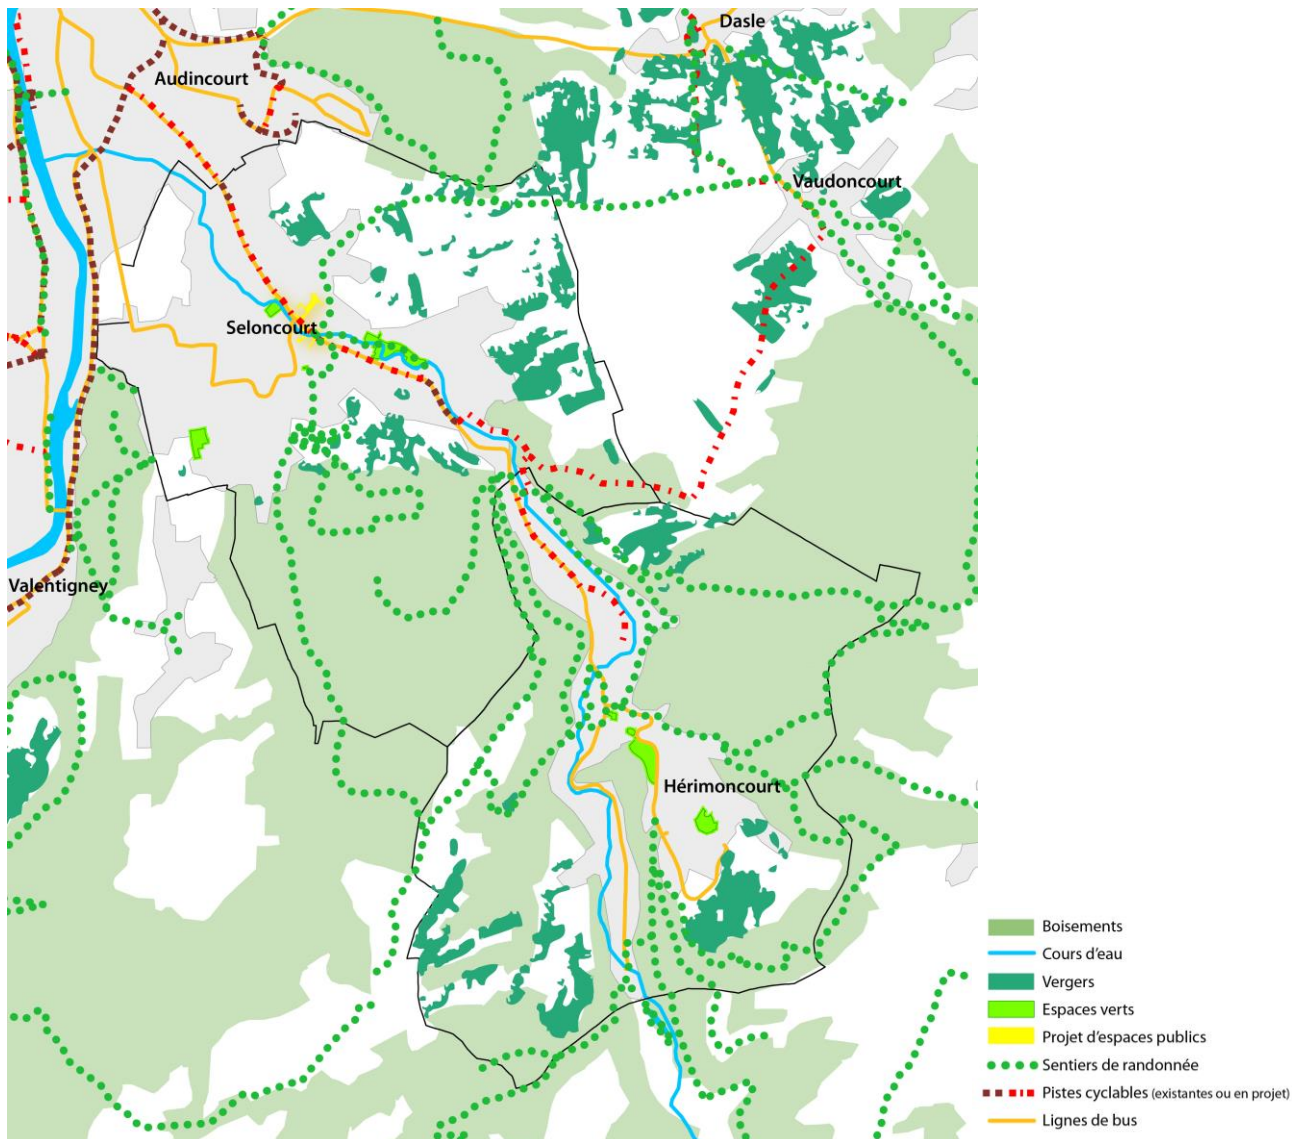 Dasle
Audincourt
Vaudoncourt
Seloncourt
Valentigney
Hérimoncourt
Boisements
Cours d'eau
Vergers
Espaces verts
Projet d'espaces publics
Sentiers de randonnée
Pistes cyclables (existantes ou en projet)
Lignes de bus